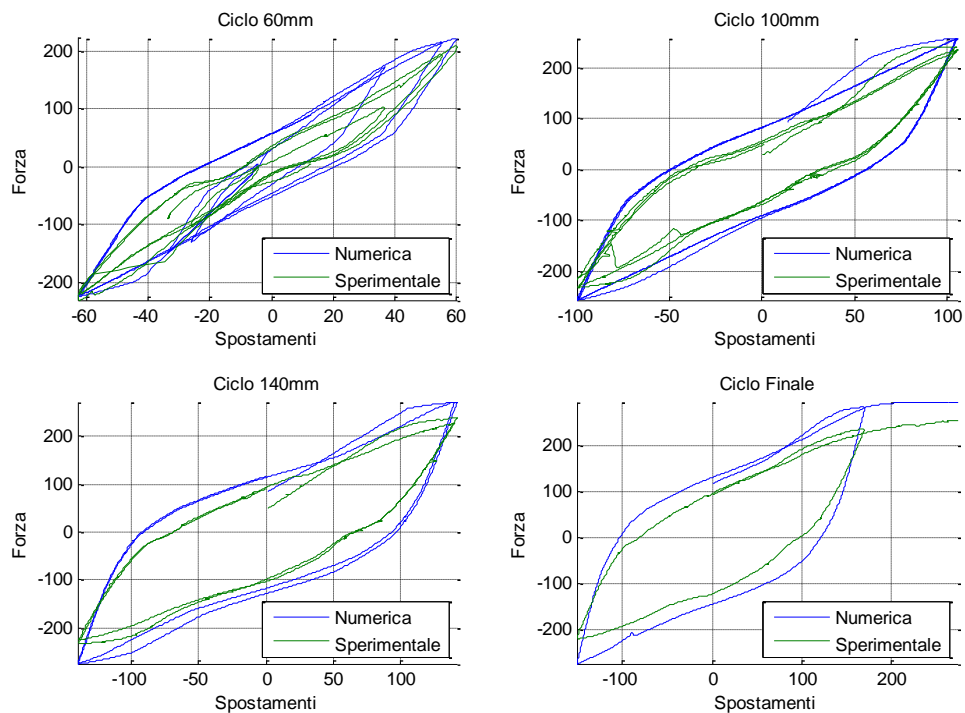 Ciclo 60mm
Forza
200
100
0
-100
-200
-60 -40 -20 0 20 40 60
Spostamenti
Numerica
Sperimentale
Ciclo 100mm
Forza
200
100
0
-100
-200
-100 -50 0 50 100
Spostamenti
Numerica
Sperimentale
Ciclo 140mm
Forza
200
100
0
-100
-200
-100 -50 0 50 100
Spostamenti
Numerica
Sperimentale
Ciclo Finale
Forza
200
100
0
-100
-200
-100 0 100 200
Spostamenti
Numerica
Sperimentale